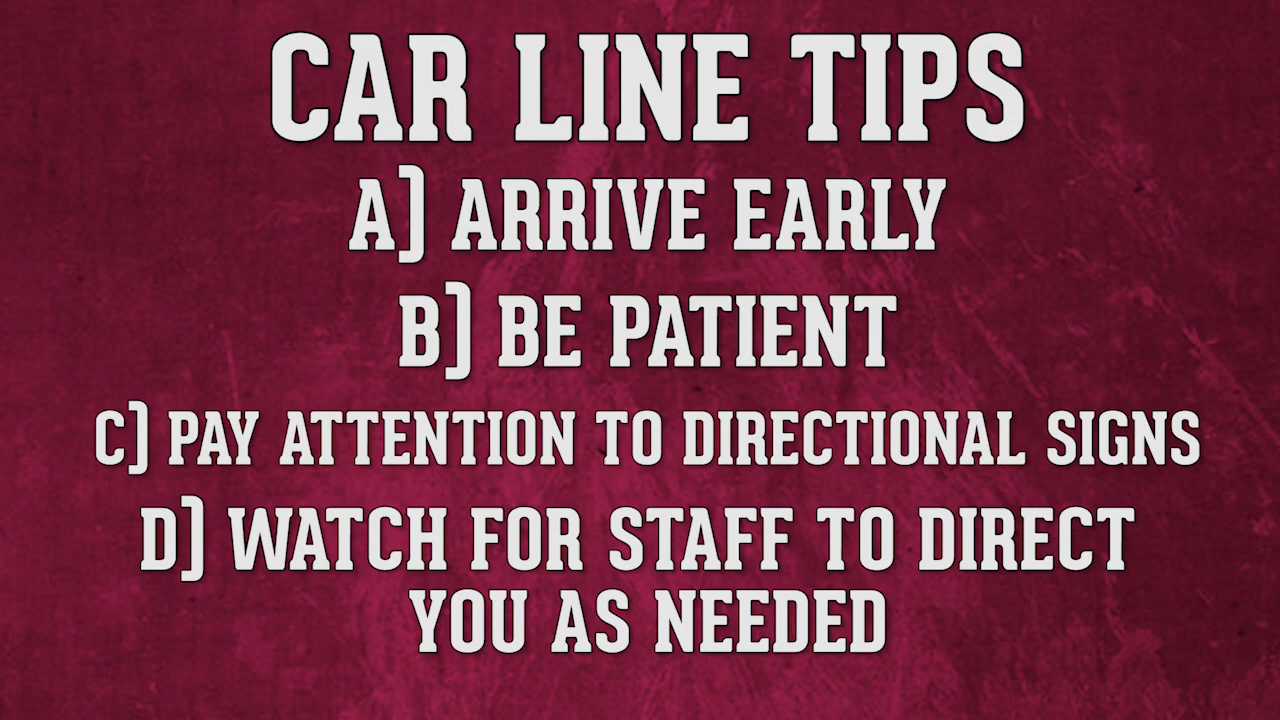 CAR LINE TIPS
A) ARRIVE EARLY
B) BE PATIENT
C) PAY ATTENTION TO DIRECTIONAL SIGNS
D) WATCH FOR STAFF TO DIRECT
YOU AS NEEDED